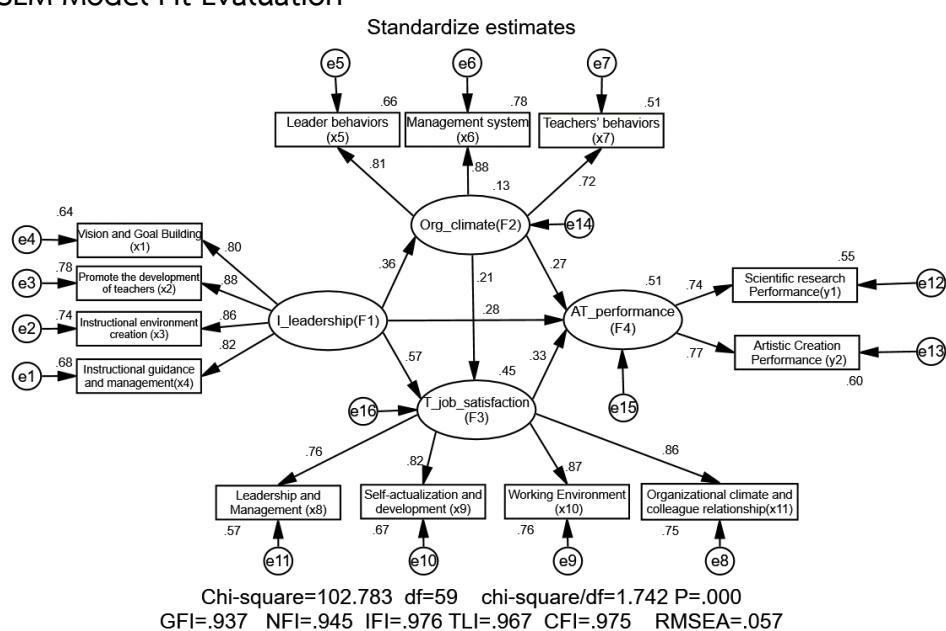 SEM Model Fit Evaluation
Standardize estimates
e5
e6
e7
.66
.78
.51
Leader behaviors
(x5)
Management system
(x6)
Teachers' behaviors
(x7)
.81
.88
.72
.13
Org_climate(F2)
e14
.64
e4
Vision and Goal Building
(x1)
.80
.78
e3
Promote the development
of teachers (x2)
.88
.74
e2
Instructional environment
creation (x3)
.86
.68
e1
Instructional guidance
and management(x4)
.82
I_leadership(F1)
.36
.21
.27
.28
.57
.33
.51
AT_performance
(F4)
e15
.74
.55
Scientific research
Performance(y1)
e12
.77
Artistic Creation
Performance (y2)
e13
.60
.45
T_job_satisfaction
(F3)
e16
.76
.82
.87
.86
Leadership and
Management (x8)
.57
e11
Self-actualization and
development (x9)
.67
e10
Working Environment
(x10)
.76
e9
Organizational climate and
colleague relationship(x11)
.75
e8
Chi-square=102.783 df=59 chi-square/df=1.742 P=.000
GFI=.937 NFI=.945 IFI=.976 TLI=.967 CFI=.975 RMSEA=.057